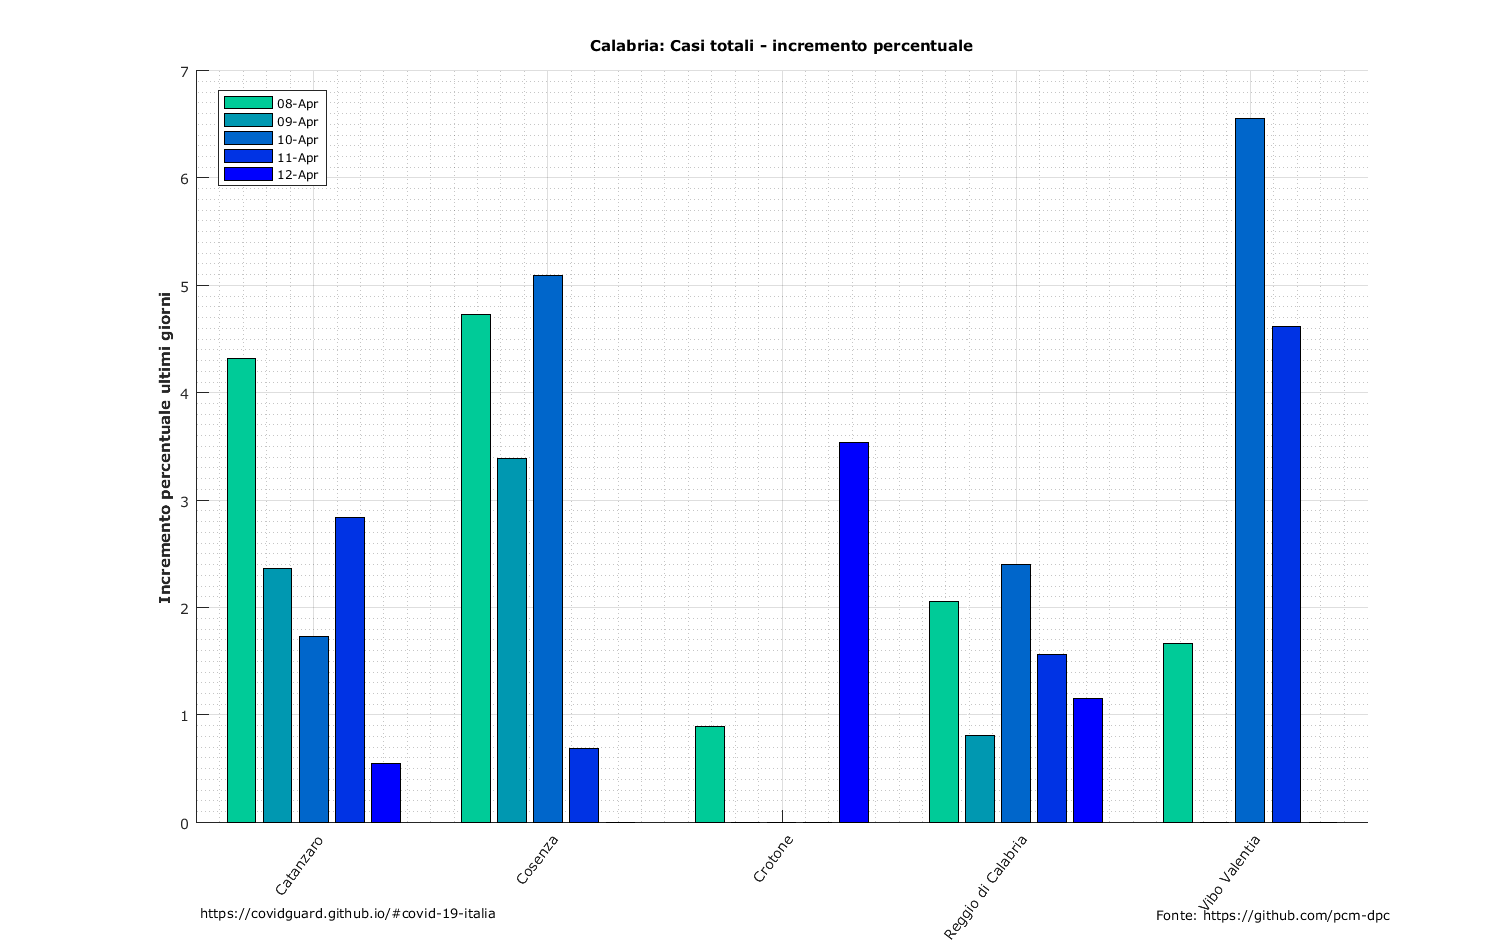 Calabria: Casi totali - incremento percentuale
7
6
5
4
3
2
1
0
Incremento percentuale ultimi giorni
08-Apr
09-Apr
10-Apr
11-Apr
12-Apr
Catanzaro
Cosenza
Crotone
Reggio di Calabria
Vibo Valentia
https://covidguard.github.io/#covid-19-italia
Fonte: https://github.com/pcm-dpc